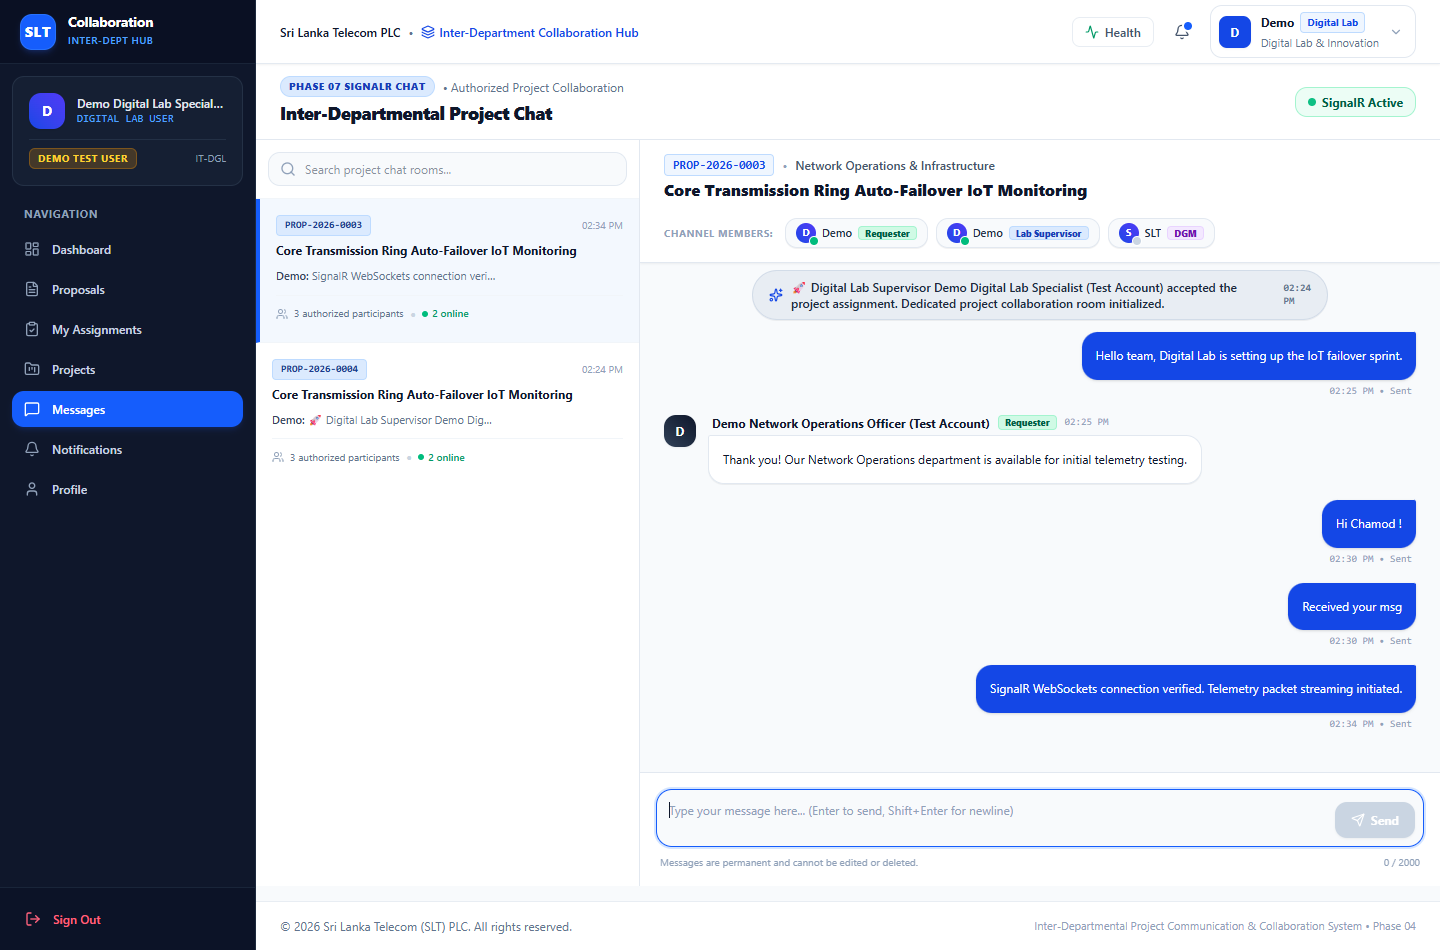 SLT
Collaboration
INTER-DEPT HUB
D
Demo Digital Lab Special...
DIGITAL LAB USER
DEMO TEST USER
IT-DGL
NAVIGATION
Dashboard
Proposals
My Assignments
Projects
Messages
Notifications
Profile
Sign Out
Sri Lanka Telecom PLC • Inter-Department Collaboration Hub
Health
D
Demo Digital Lab
Digital Lab & Innovation
PHASE 07 SIGNALR CHAT • Authorized Project Collaboration
Inter-Departmental Project Chat
SignalR Active
Search project chat rooms...
PROP-2026-0003 02:34 PM
Core Transmission Ring Auto-Failover IoT Monitoring
Demo: SignalR WebSockets connection veri...
3 authorized participants • 2 online
PROP-2026-0004 02:24 PM
Core Transmission Ring Auto-Failover IoT Monitoring
Demo: 🚀 Digital Lab Supervisor Demo Dig...
3 authorized participants • 2 online
PROP-2026-0003 • Network Operations & Infrastructure
Core Transmission Ring Auto-Failover IoT Monitoring
CHANNEL MEMBERS: D Demo Requester D Demo Lab Supervisor S SLT DGM
🚀 Digital Lab Supervisor Demo Digital Lab Specialist (Test Account) accepted the
project assignment. Dedicated project collaboration room initialized.
02:24
PM
Hello team, Digital Lab is setting up the IoT failover sprint.
02:25 PM • Sent
D
Demo Network Operations Officer (Test Account) Requester 02:25 PM
Thank you! Our Network Operations department is available for initial telemetry testing.
Hi Chamod !
02:30 PM • Sent
Received your msg
02:30 PM • Sent
SignalR WebSockets connection verified. Telemetry packet streaming initiated.
02:34 PM • Sent
Type your message here... (Enter to send, Shift+Enter for newline)
Send
Messages are permanent and cannot be edited or deleted.
0 / 2000
© 2026 Sri Lanka Telecom (SLT) PLC. All rights reserved.
Inter-Departmental Project Communication & Collaboration System • Phase 04